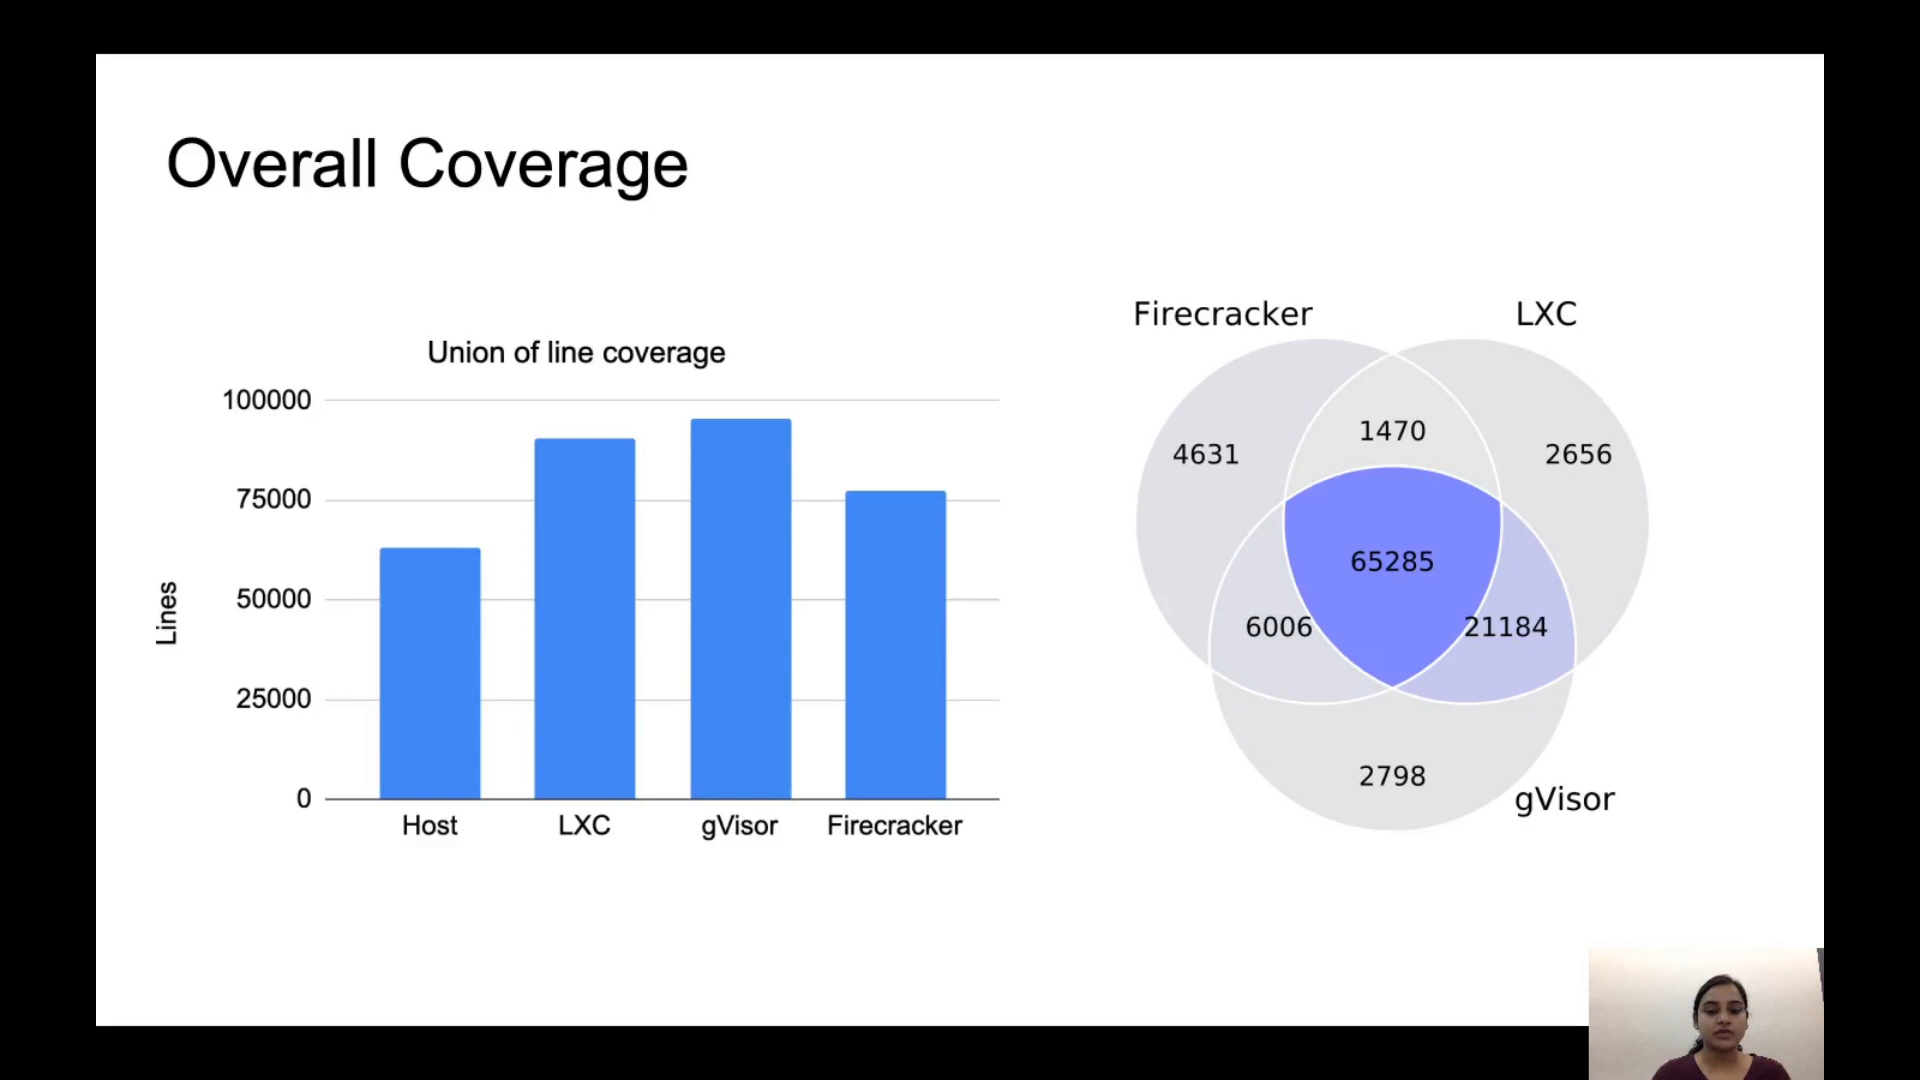 Overall Coverage
Union of line coverage
100000
75000
50000
25000
0
Lines
Host
LXC
gVisor
Firecracker
Firecracker
LXC
1470
4631
2656
65285
6006
21184
2798
gVisor